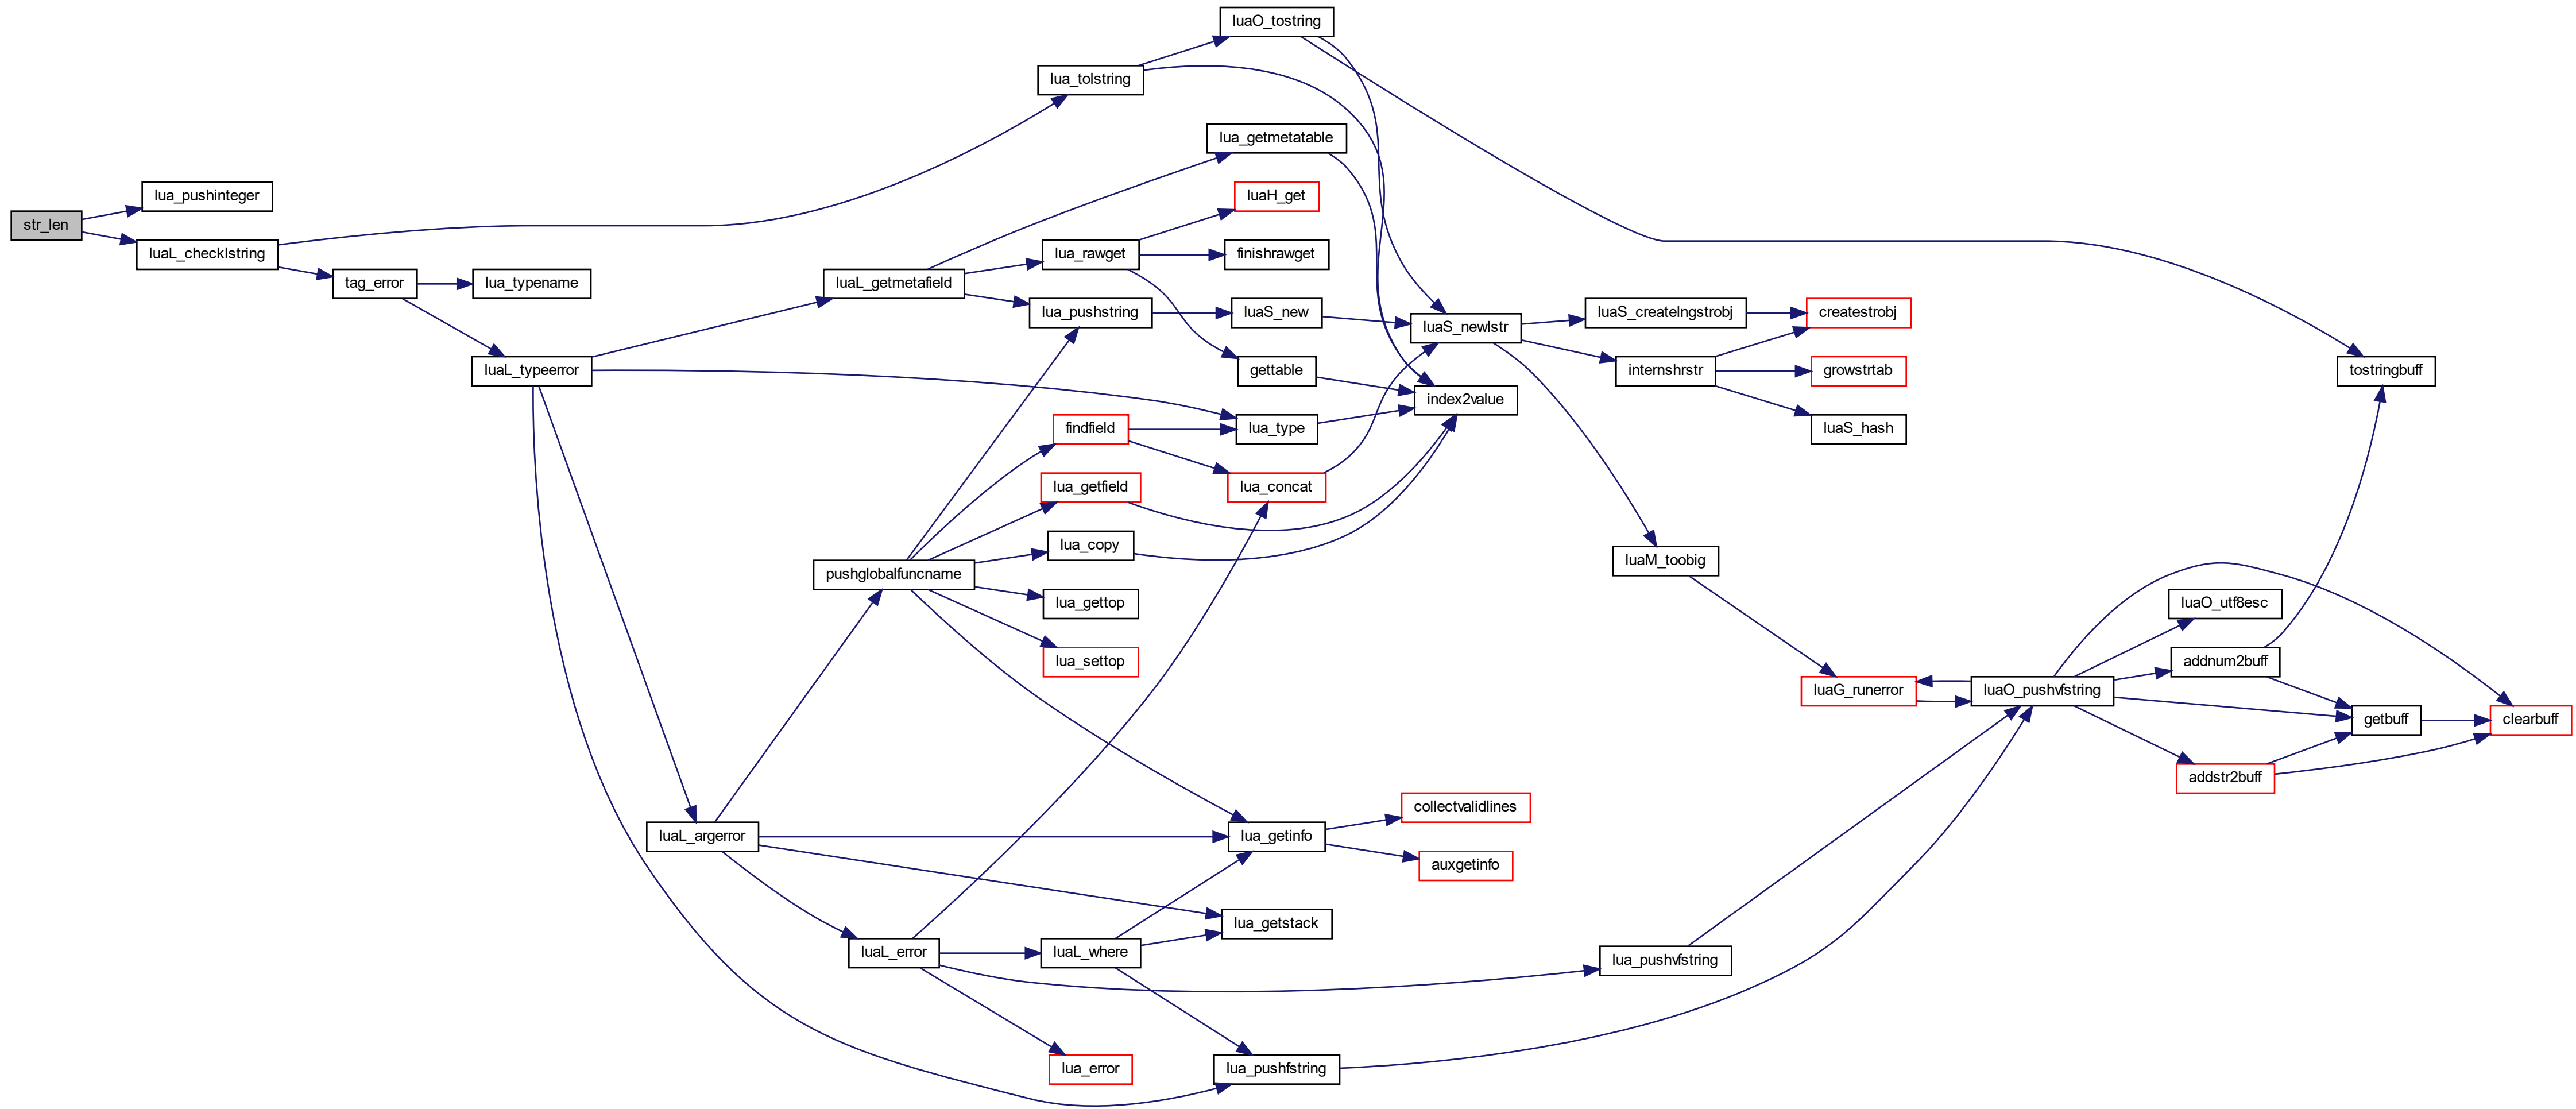 luaO_tostring
lua_tolstring
lua_getmetatable
lua_pushinteger
luaH_get
str_len
luaL_checklstring
lua_rawget
finishrawget
tag_error
lua_typename
luaL_getmetafield
lua_pushstring
luaS_new
luaS_newlstr
luaS_createlngstrobj
createstrobj
luaL_typeerror
gettable
internshrstr
growstrtab
tostringbuff
index2value
findfield
lua_type
luaS_hash
lua_getfield
lua_concat
lua_copy
luaM_toobig
pushglobalfuncname
lua_gettop
luaO_utf8esc
lua_settop
addnum2buff
luaG_runerror
luaO_pushvfstring
getbuff
clearbuff
addstr2buff
collectvalidlines
luaL_argerror
lua_getinfo
auxgetinfo
lua_getstack
luaL_error
luaL_where
lua_pushvfstring
lua_error
lua_pushfstring